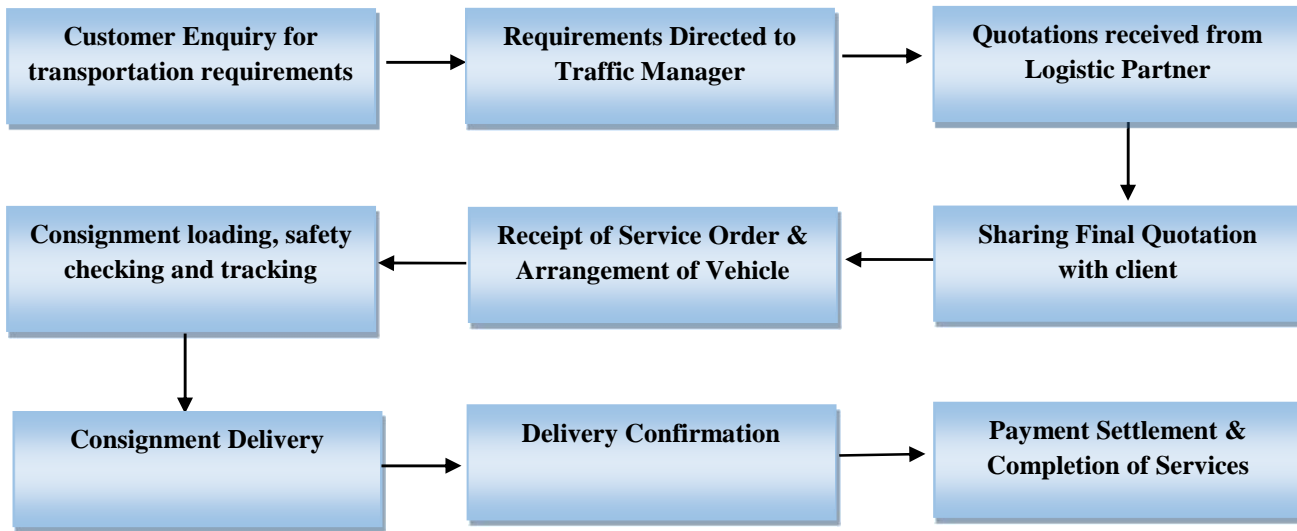 Customer Enquiry for
transportation requirements
Requirements Directed to
Traffic Manager
Quotations received from
Logistic Partner
Sharing Final Quotation
with client
Receipt of Service Order &
Arrangement of Vehicle
Consignment loading, safety
checking and tracking
Consignment Delivery
Delivery Confirmation
Payment Settlement &
Completion of Services